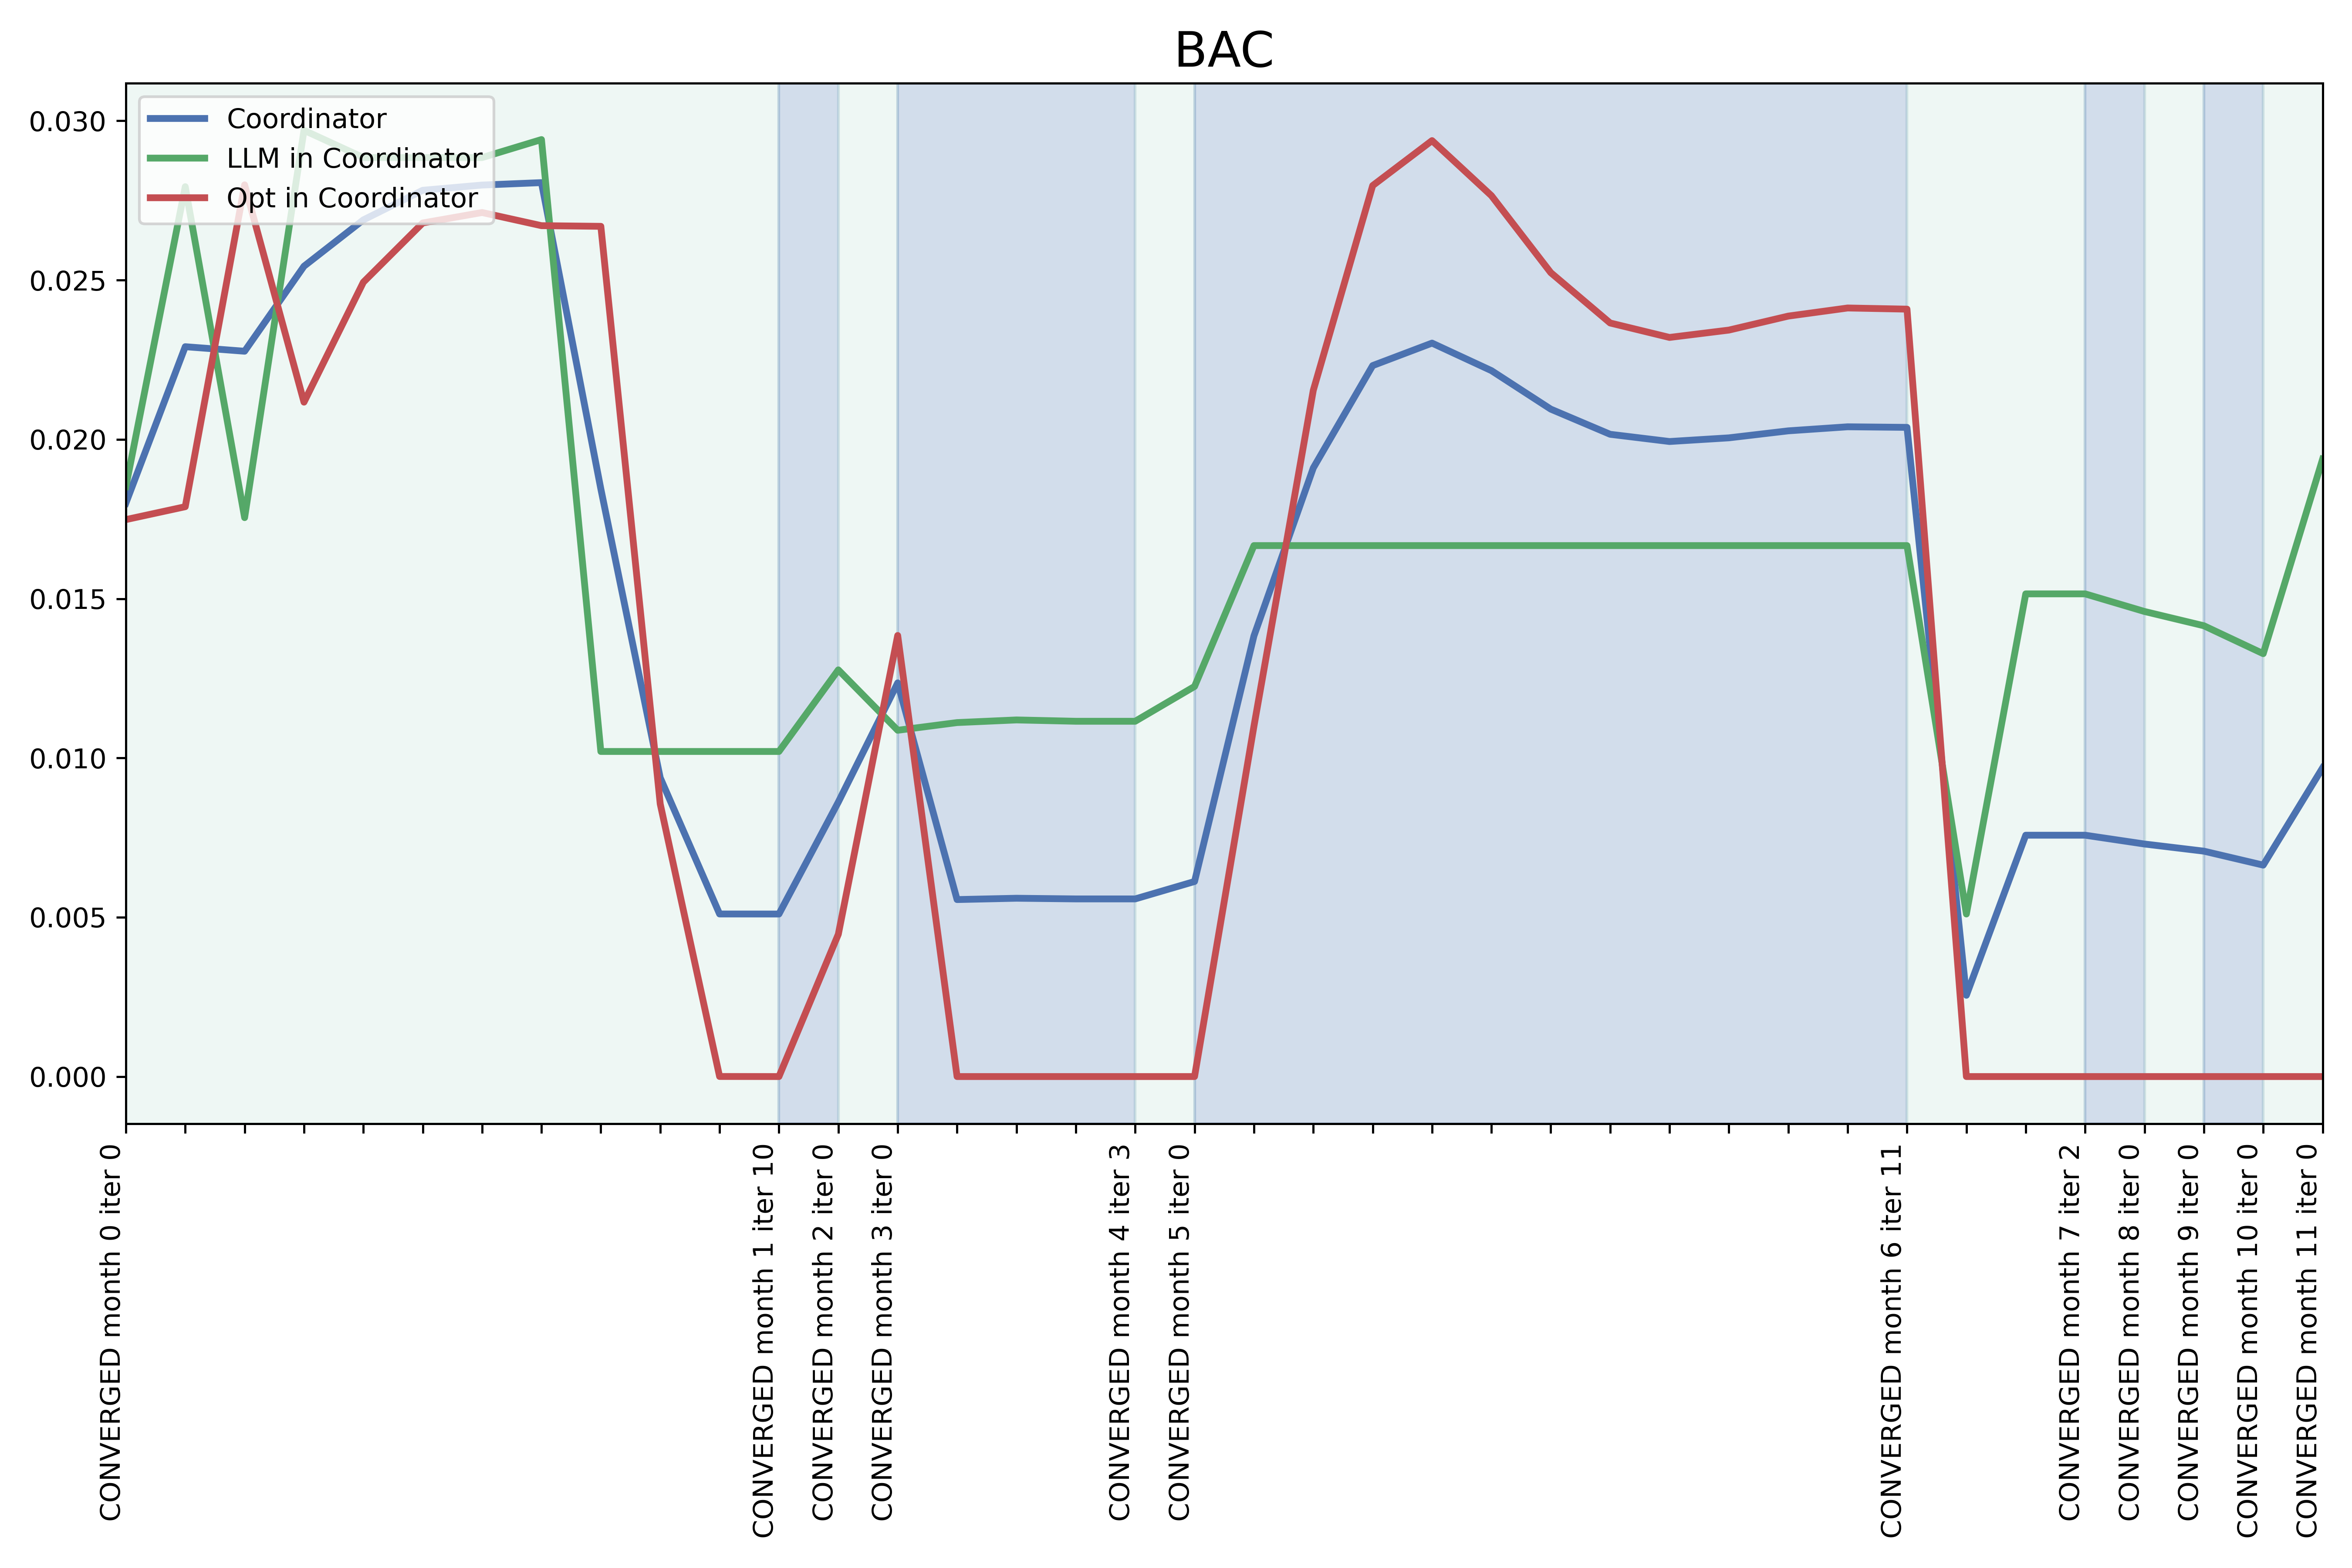 BAC
Coordinator
LLM in Coordinator
Opt in Coordinator
0.030
0.025
0.020
0.015
0.010
0.005
0.000
CONVERGED month 0 iter 0
CONVERGED month 1 iter 10
CONVERGED month 2 iter 0
CONVERGED month 3 iter 0
CONVERGED month 4 iter 3
CONVERGED month 5 iter 0
CONVERGED month 6 iter 11
CONVERGED month 7 iter 2
CONVERGED month 8 iter 0
CONVERGED month 9 iter 0
CONVERGED month 10 iter 0
CONVERGED month 11 iter 0